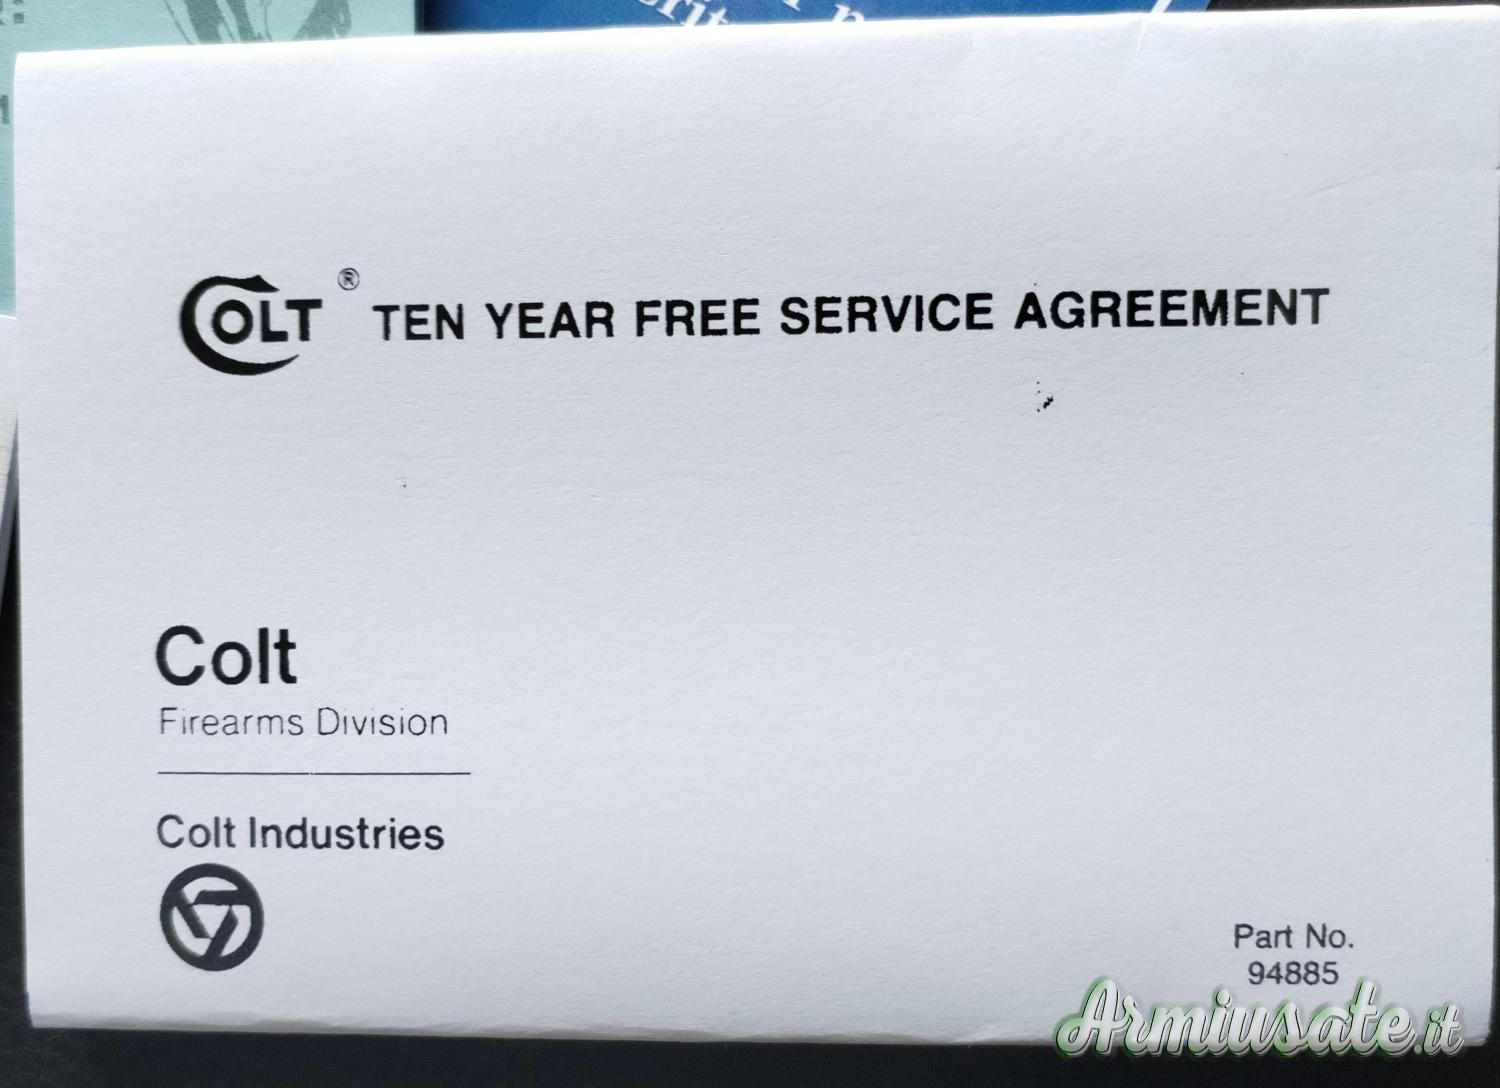 COLT ® TEN YEAR FREE SERVICE AGREEMENT
Colt
Firearms Division
Colt Industries
Part No.
94885
Armiusate.it